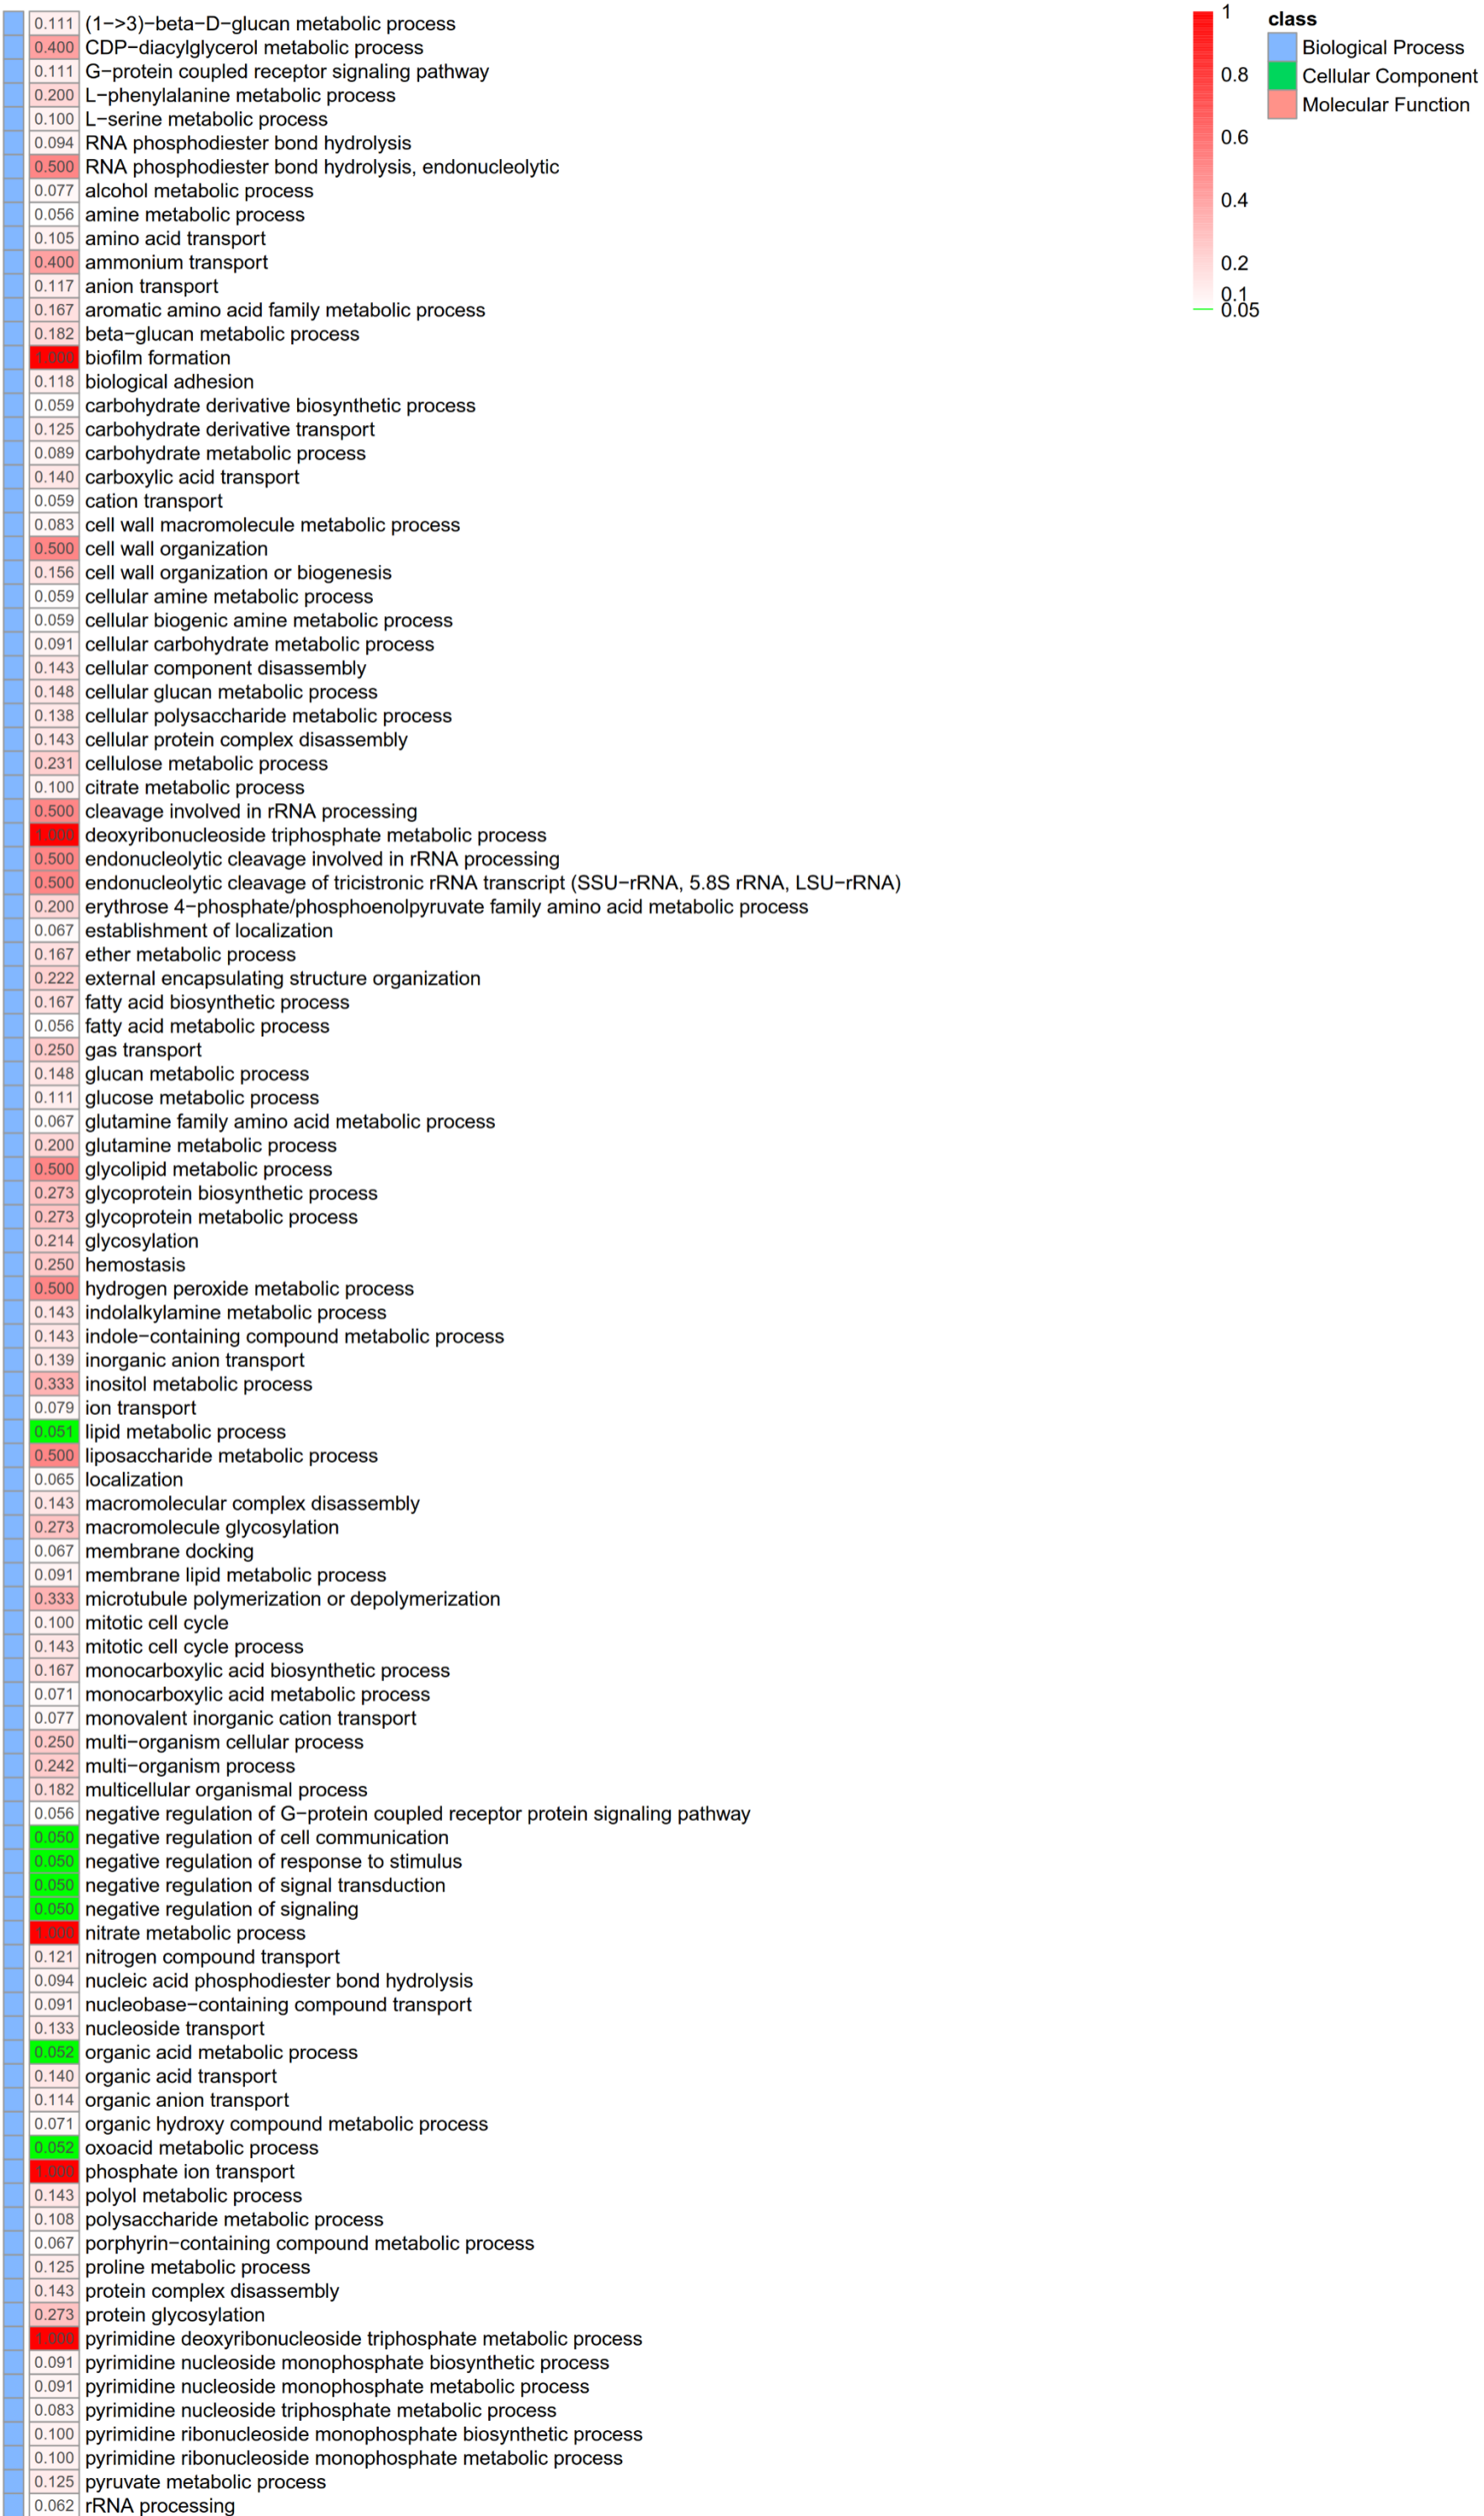 0.111 (1->3)−beta−D−glucan metabolic process
0.400 CDP−diacylglycerol metabolic process
0.111 G−protein coupled receptor signaling pathway
0.200 L−phenylalanine metabolic process
0.100 L−serine metabolic process
0.094 RNA phosphodiester bond hydrolysis
0.500 RNA phosphodiester bond hydrolysis, endonucleolytic
0.077 alcohol metabolic process
0.056 amine metabolic process
0.105 amino acid transport
0.400 ammonium transport
0.117 anion transport
0.167 aromatic amino acid family metabolic process
0.182 beta−glucan metabolic process
1.000 biofilm formation
0.118 biological adhesion
0.059 carbohydrate derivative biosynthetic process
0.125 carbohydrate derivative transport
0.089 carbohydrate metabolic process
0.140 carboxylic acid transport
0.059 cation transport
0.083 cell wall macromolecule metabolic process
0.500 cell wall organization
0.156 cell wall organization or biogenesis
0.059 cellular amine metabolic process
0.059 cellular biogenic amine metabolic process
0.091 cellular carbohydrate metabolic process
0.143 cellular component disassembly
0.148 cellular glucan metabolic process
0.138 cellular polysaccharide metabolic process
0.143 cellular protein complex disassembly
0.231 cellulose metabolic process
0.100 citrate metabolic process
0.500 cleavage involved in rRNA processing
1.000 deoxyribonucleoside triphosphate metabolic process
0.500 endonucleolytic cleavage involved in rRNA processing
0.500 endonucleolytic cleavage of tricistronic rRNA transcript (SSU−rRNA, 5.8S rRNA, LSU−rRNA)
0.200 erythrose 4−phosphate/phosphoenolpyruvate family amino acid metabolic process
0.067 establishment of localization
0.167 ether metabolic process
0.222 external encapsulating structure organization
0.167 fatty acid biosynthetic process
0.056 fatty acid metabolic process
0.250 gas transport
0.148 glucan metabolic process
0.111 glucose metabolic process
0.067 glutamine family amino acid metabolic process
0.200 glutamine metabolic process
0.500 glycolipid metabolic process
0.273 glycoprotein biosynthetic process
0.273 glycoprotein metabolic process
0.214 glycosylation
0.250 hemostasis
0.500 hydrogen peroxide metabolic process
0.143 indolalkylamine metabolic process
0.143 indole−containing compound metabolic process
0.139 inorganic anion transport
0.333 inositol metabolic process
0.079 ion transport
0.051 lipid metabolic process
0.500 liposaccharide metabolic process
0.065 localization
0.143 macromolecular complex disassembly
0.273 macromolecule glycosylation
0.067 membrane docking
0.091 membrane lipid metabolic process
0.333 microtubule polymerization or depolymerization
0.100 mitotic cell cycle
0.143 mitotic cell cycle process
0.167 monocarboxylic acid biosynthetic process
0.071 monocarboxylic acid metabolic process
0.077 monovalent inorganic cation transport
0.250 multi−organism cellular process
0.242 multi−organism process
0.182 multicellular organismal process
0.056 negative regulation of G−protein coupled receptor protein signaling pathway
0.050 negative regulation of cell communication
0.050 negative regulation of response to stimulus
0.050 negative regulation of signal transduction
0.050 negative regulation of signaling
1.000 nitrate metabolic process
0.121 nitrogen compound transport
0.094 nucleic acid phosphodiester bond hydrolysis
0.091 nucleobase−containing compound transport
0.133 nucleoside transport
0.052 organic acid metabolic process
0.140 organic acid transport
0.114 organic anion transport
0.071 organic hydroxy compound metabolic process
0.052 oxoacid metabolic process
1.000 phosphate ion transport
0.143 polyol metabolic process
0.108 polysaccharide metabolic process
0.067 porphyrin−containing compound metabolic process
0.125 proline metabolic process
0.143 protein complex disassembly
0.273 protein glycosylation
1.000 pyrimidine deoxyribonucleoside triphosphate metabolic process
0.091 pyrimidine nucleoside monophosphate biosynthetic process
0.091 pyrimidine nucleoside monophosphate metabolic process
0.083 pyrimidine nucleoside triphosphate metabolic process
0.100 pyrimidine ribonucleoside monophosphate biosynthetic process
0.100 pyrimidine ribonucleoside monophosphate metabolic process
0.125 pyruvate metabolic process
0.062 rRNA processing
1
0.8
0.6
0.4
0.2
0.1
0.05
class
Biological Process
Cellular Component
Molecular Function